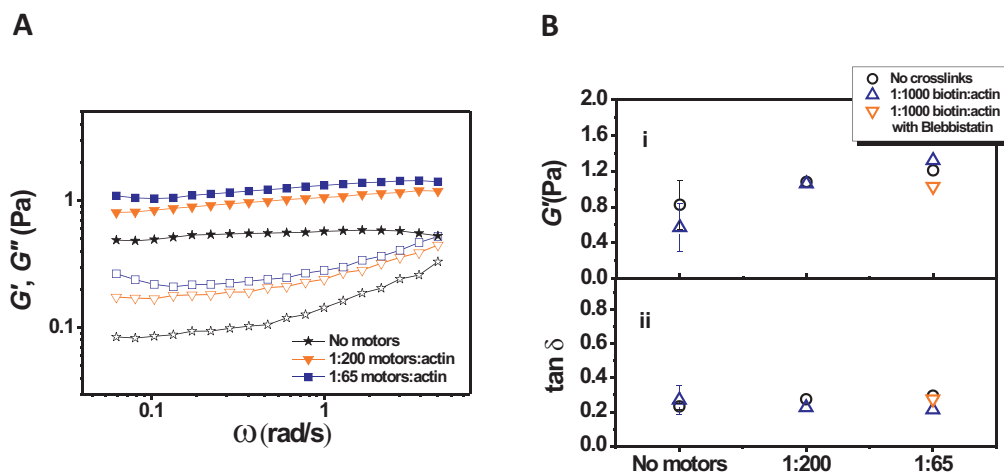 A
G′, G″ (Pa)
1
0.1
No motors
1:200 motors:actin
1:65 motors:actin
0.1
1
ω (rad/s)
B
No crosslinks
1:1000 biotin:actin
1:1000 biotin:actin
with Blebbistatin
i
G′(Pa)
2.0
1.6
1.2
0.8
0.4
0.0
ii
tan δ
0.8
0.6
0.4
0.2
0.0
No motors
1:200
1:65